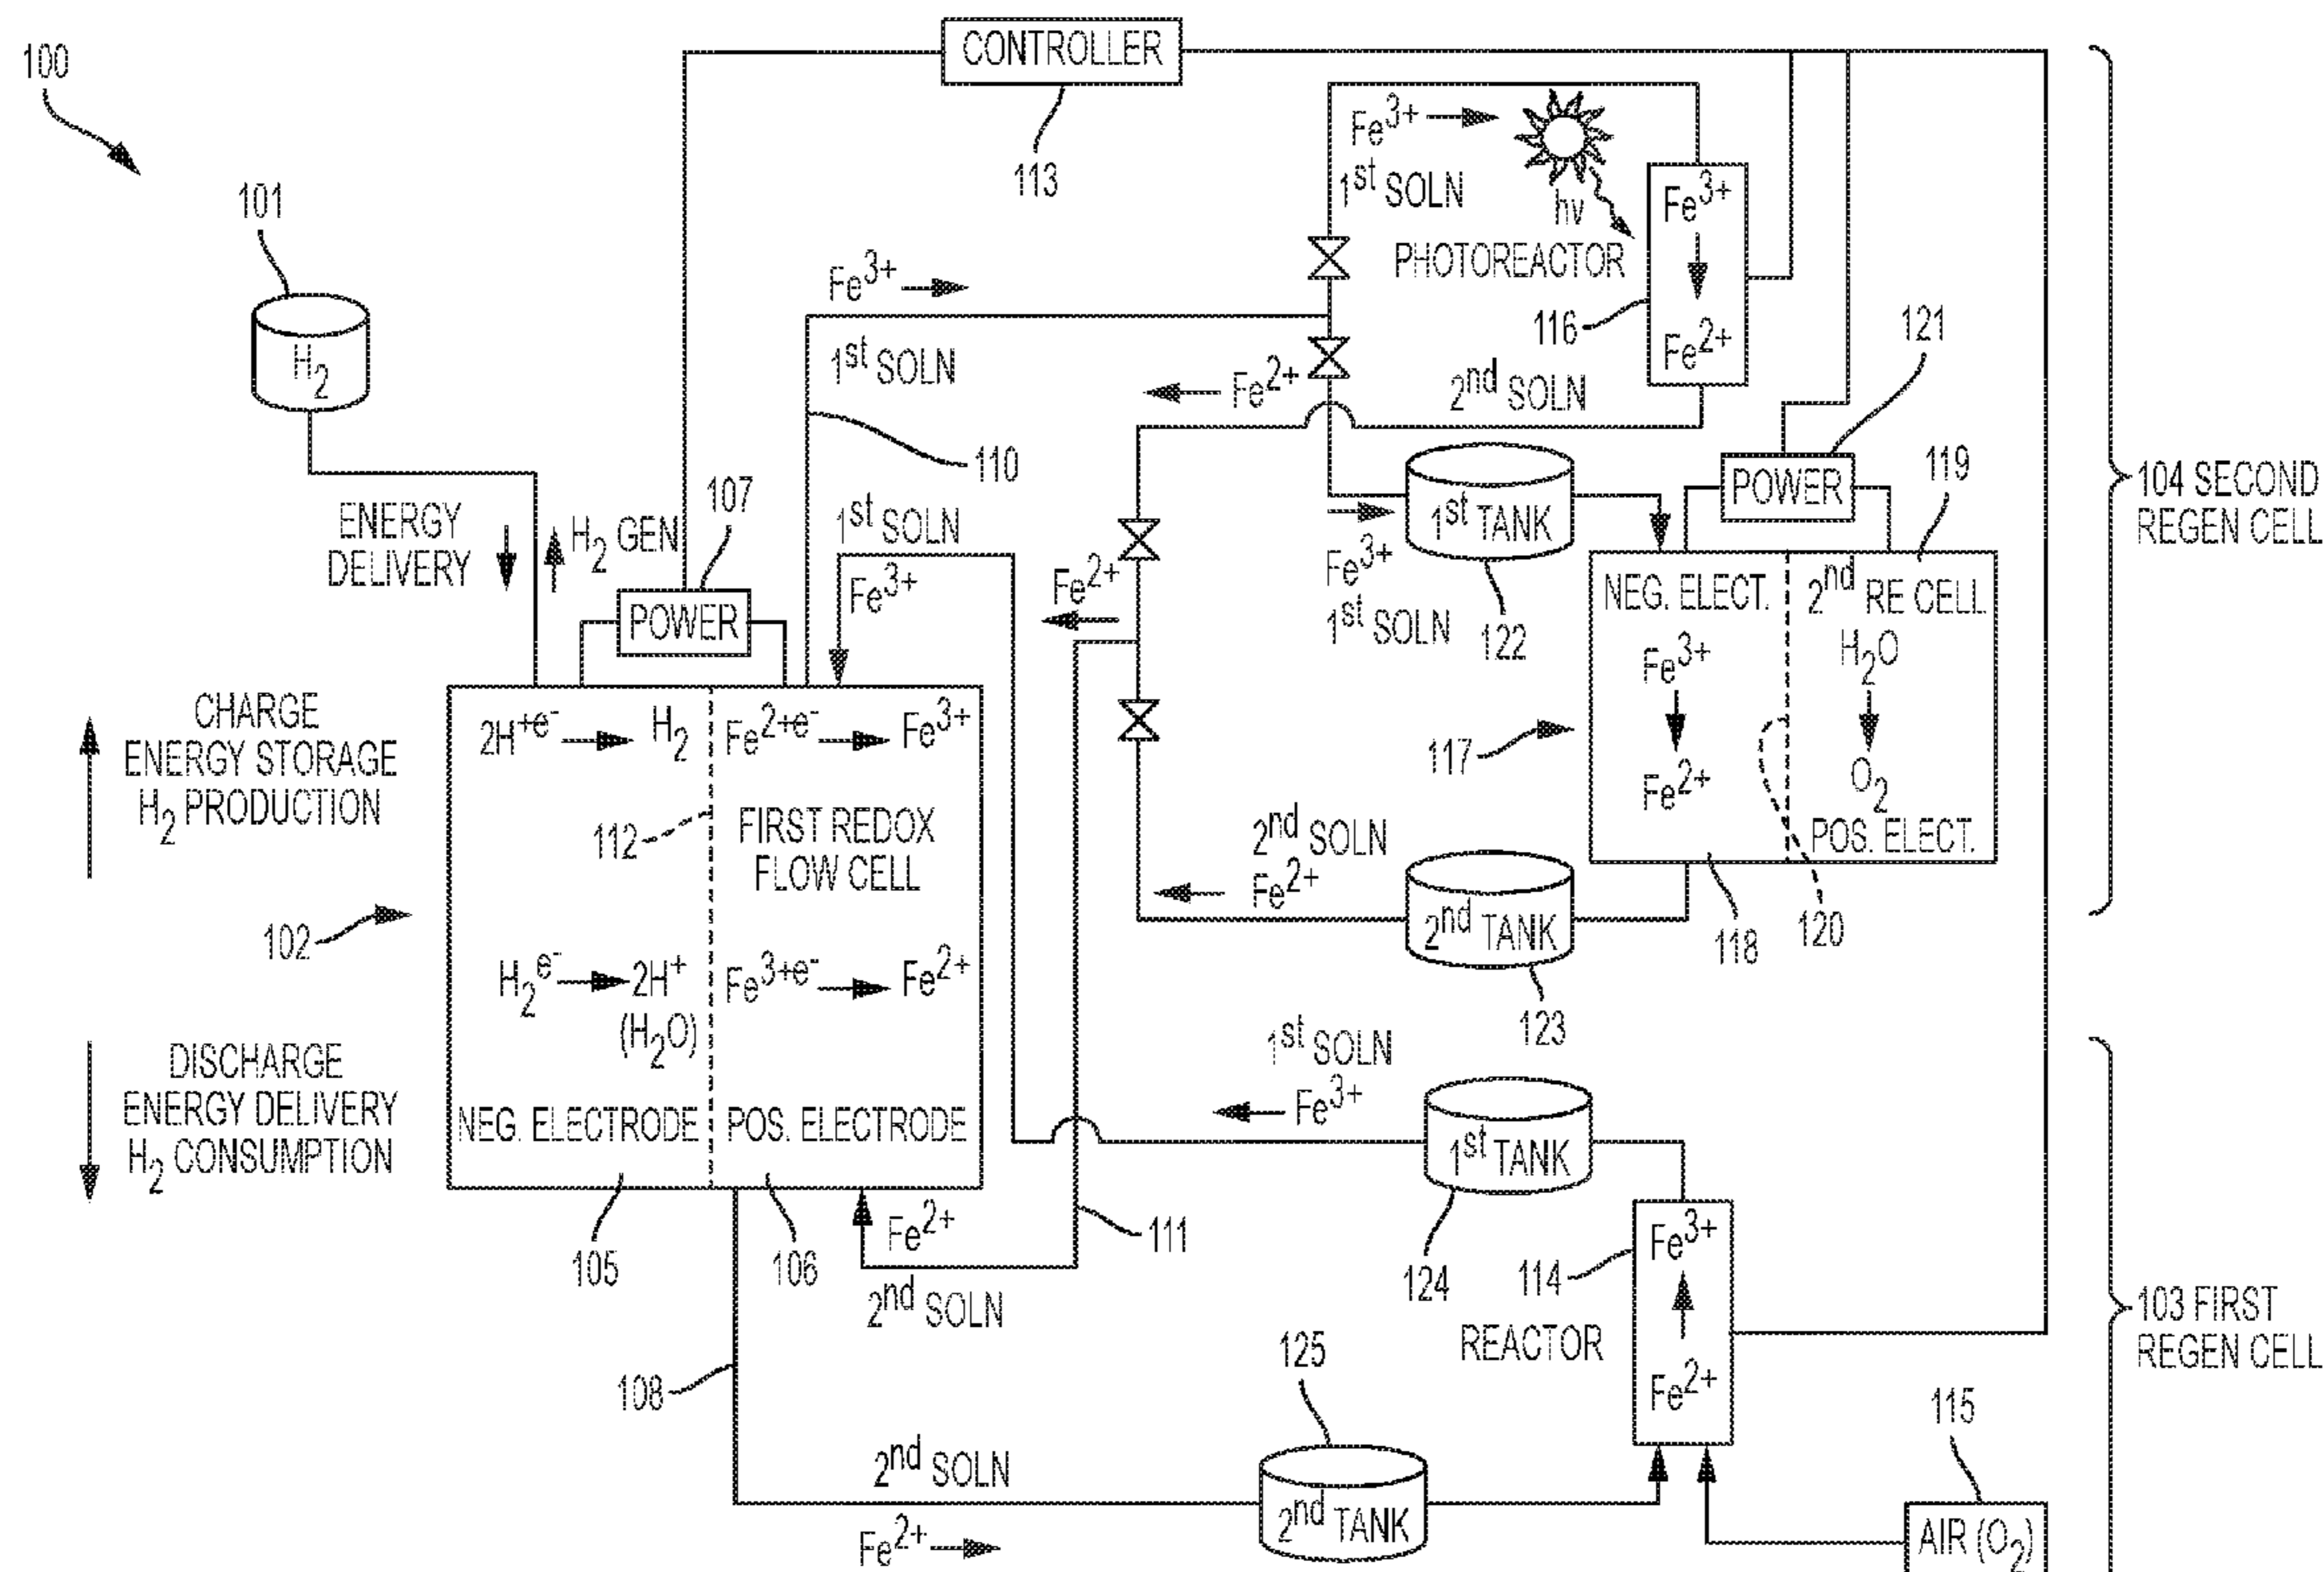 100
CONTROLLER
113
101
H2
Fe3+
1st SOLN
hν
PHOTOREACTOR
Fe3+
Fe2+
116
Fe3+
1st SOLN
Fe2+
2nd SOLN
110
121
POWER
119
104 SECOND
REGEN CELL
ENERGY
DELIVERY
H2 GEN
107
POWER
1st SOLN
Fe3+
Fe2+
1st TANK
Fe3+
1st SOLN
122
NEG. ELECT.
Fe3+
Fe2+
2nd RE CELL
H2O
O2
POS. ELECT.
117
118
120
CHARGE
ENERGY STORAGE
H2 PRODUCTION
2H+e- H2
Fe2+e- Fe3+
112
FIRST REDOX
FLOW CELL
102
H2e- 2H+
(H2O)
Fe3+e- Fe2+
NEG. ELECTRODE
POS. ELECTRODE
2nd SOLN
Fe2+
2nd TANK
123
DISCHARGE
ENERGY DELIVERY
H2 CONSUMPTION
105
106
Fe2+
2nd SOLN
111
1st SOLN
Fe3+
1st TANK
124
114
REACTOR
Fe3+
Fe2+
103 FIRST
REGEN CELL
108
2nd SOLN
Fe2+
125
2nd TANK
115
AIR (O2)